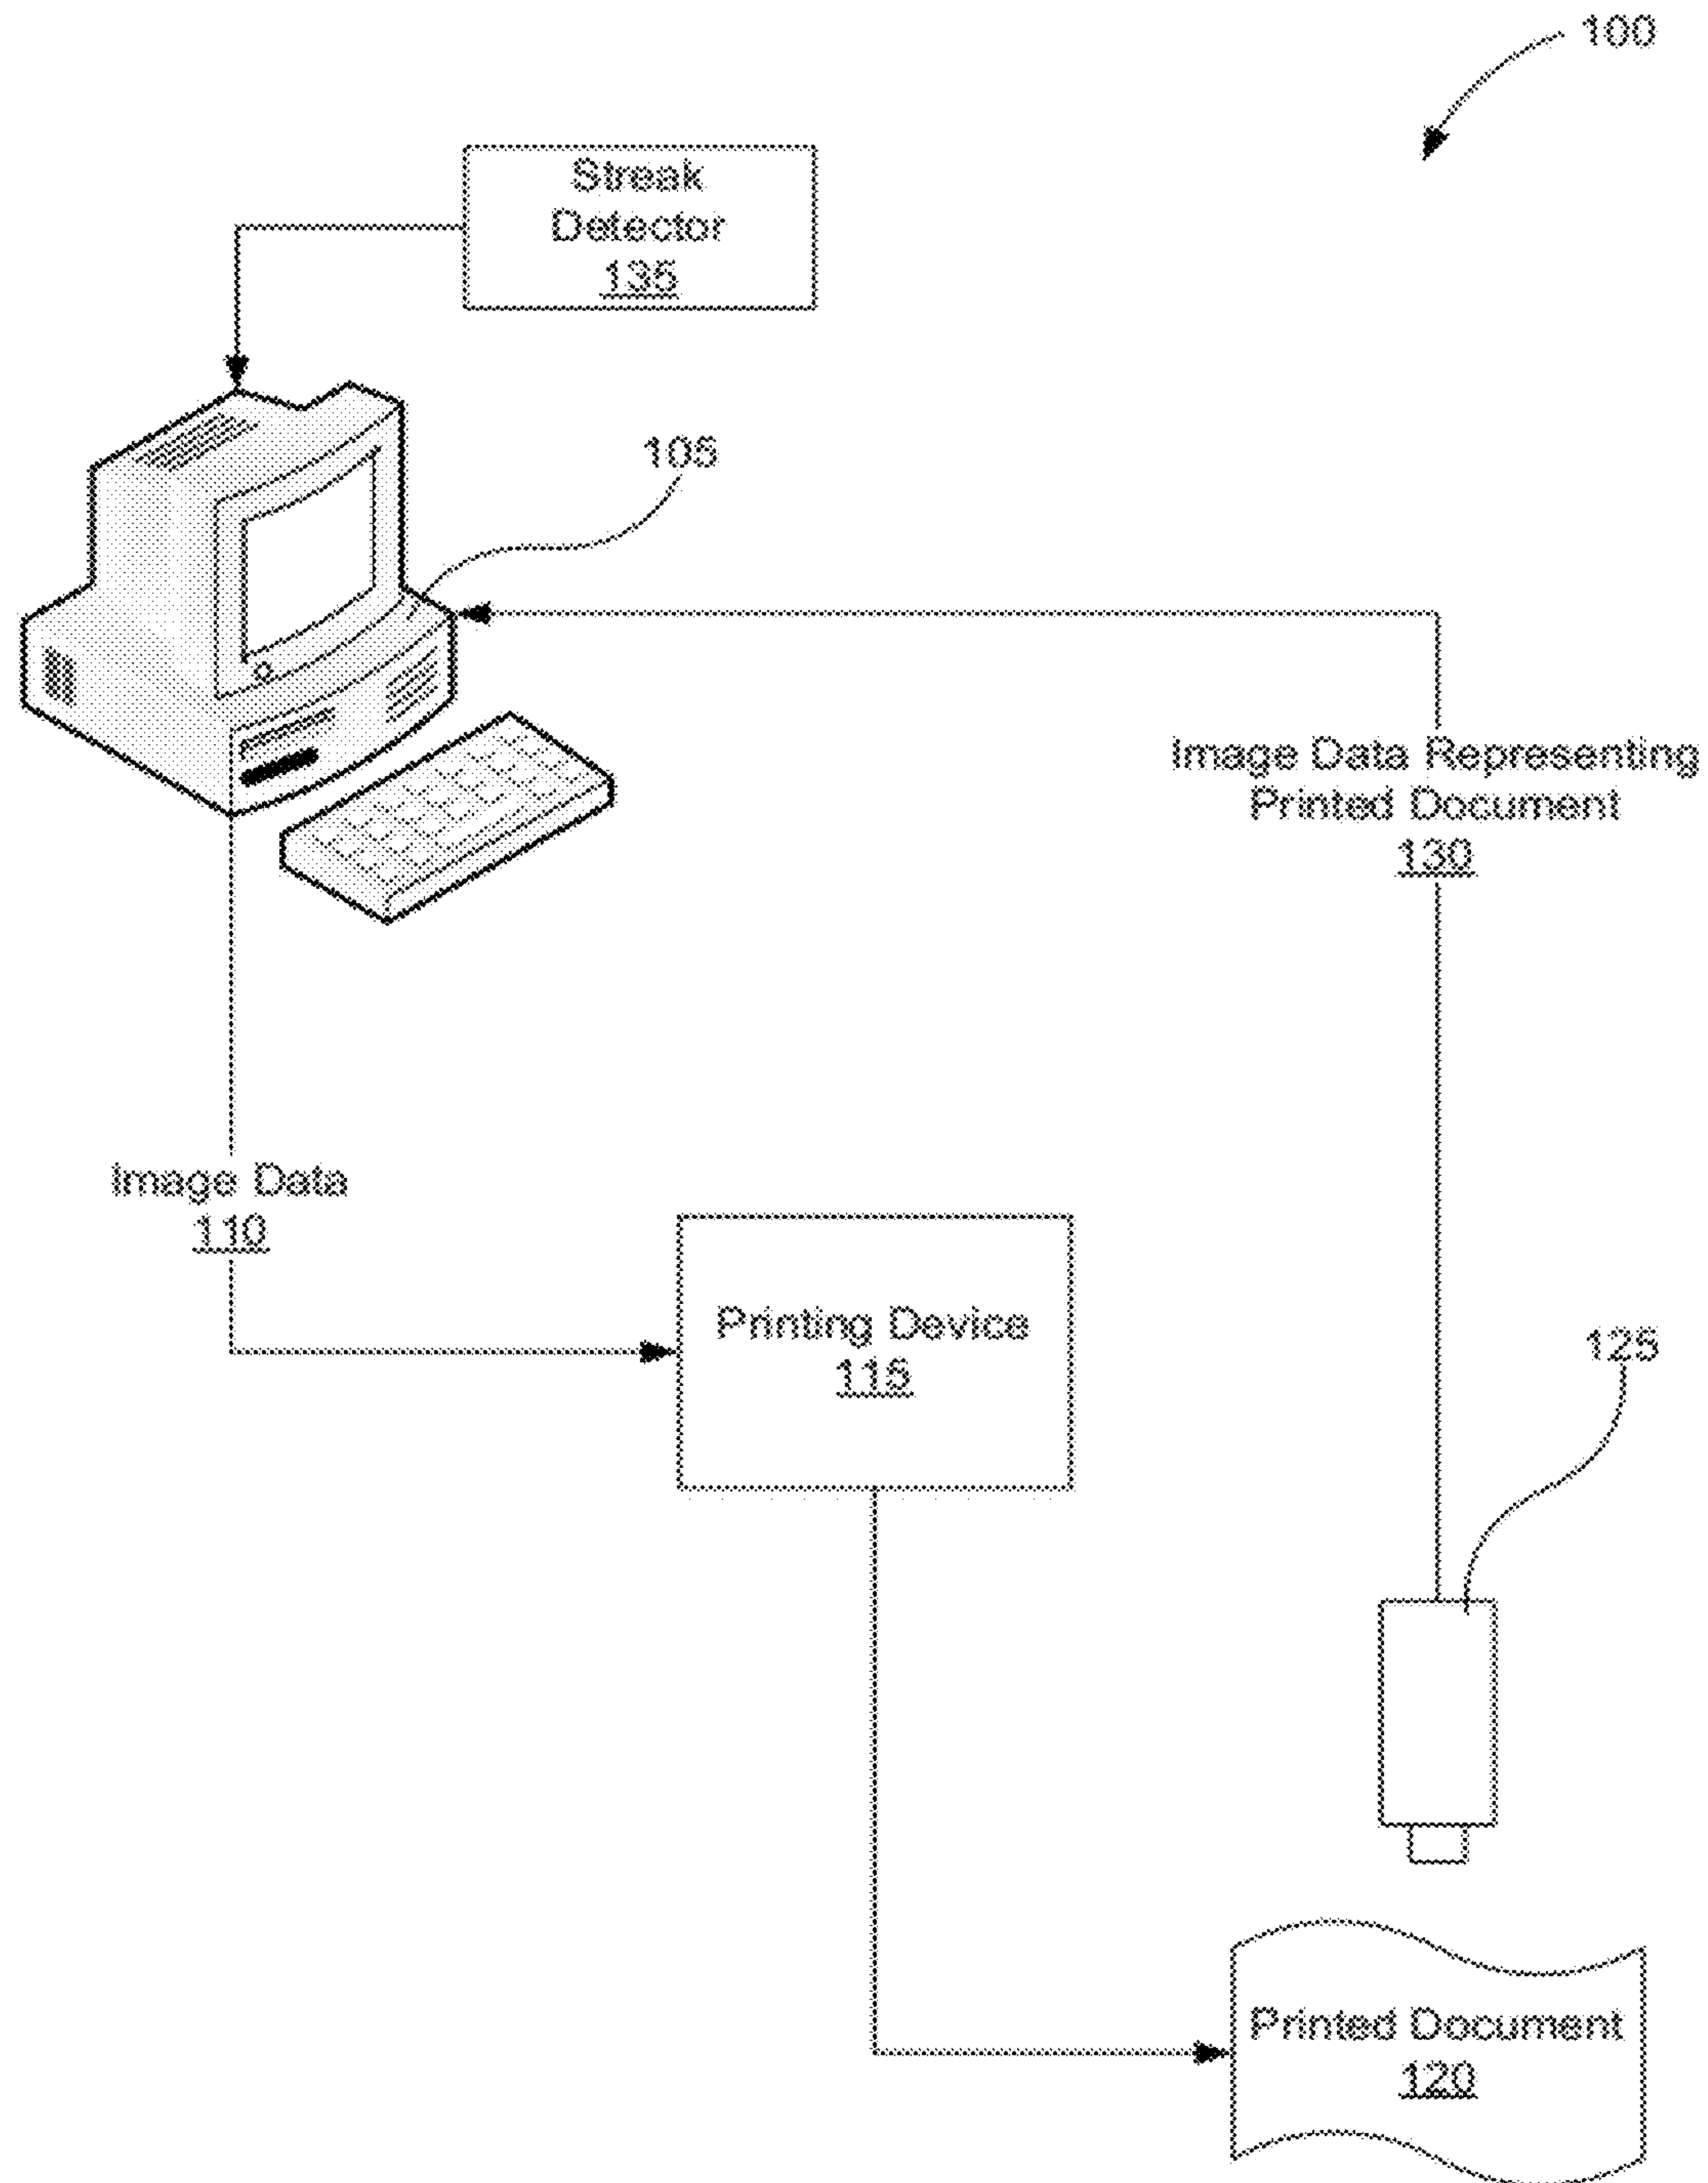 100
Streak
Detector
135
105
Image Data Representing
Printed Document
130
Image Data
110
Printing Device
115
125
Printed Document
120